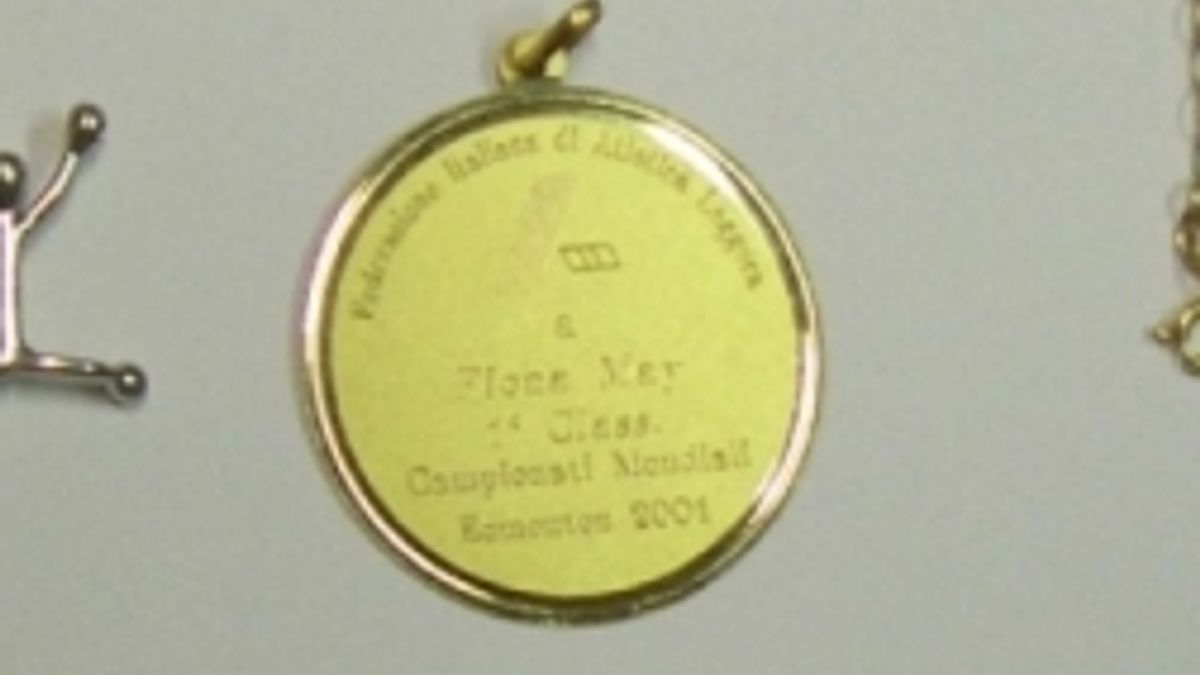 Federazione Italiana di Atletica Leggera
a
Fiona May
1ª Class.
Campionati Mondiali
Edmonton 2001